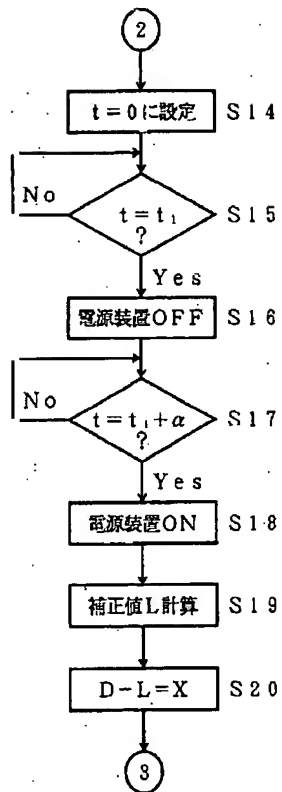 2
t=0に設定 S14
No
t=t₁
? S15
Yes
電源装置OFF S16
No
t=t₁+α
? S17
Yes
電源装置ON S18
補正値L計算 S19
D-L=X S20
3